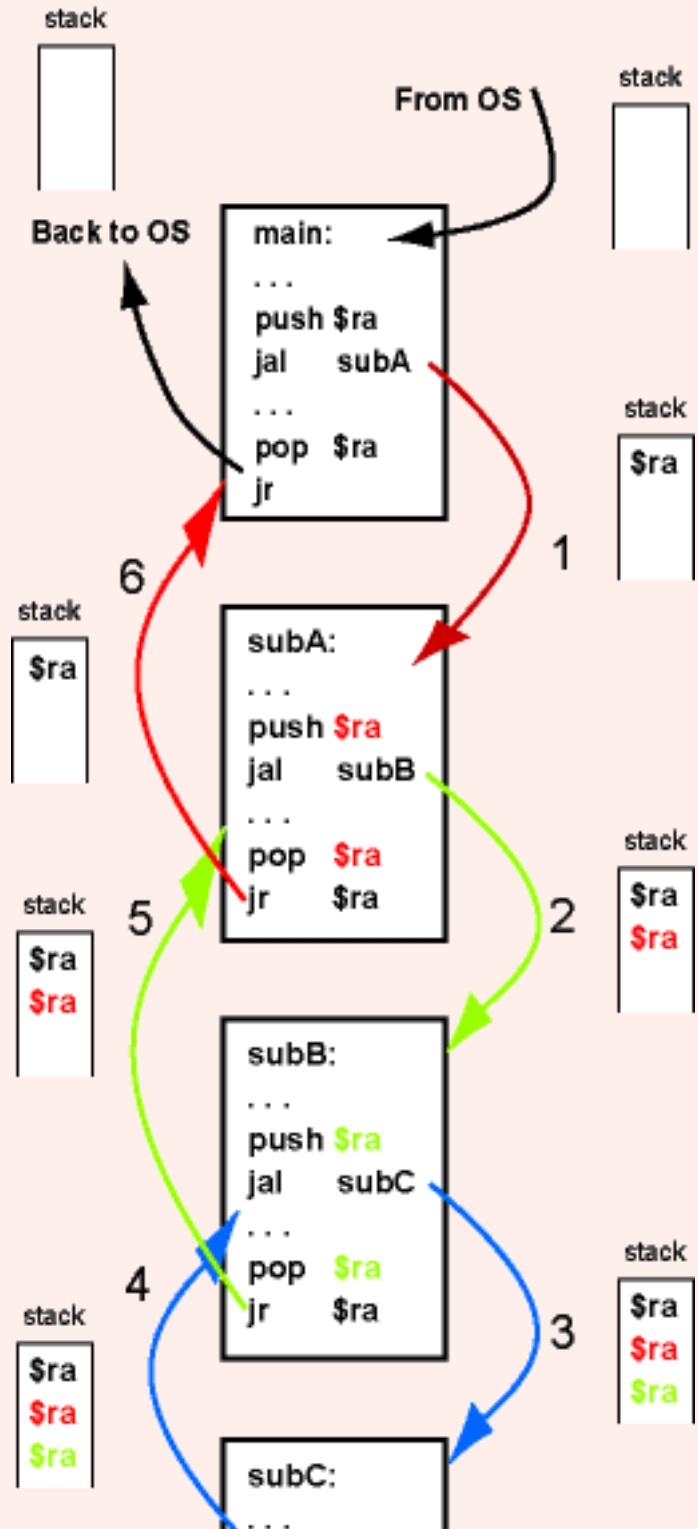 stack
From OS
stack
Back to OS
main:
. . .
push $ra
jal subA
. . .
pop $ra
jr
stack
$ra
1
6
stack
$ra
subA:
. . .
push $ra
jal subB
. . .
pop $ra
jr $ra
stack
$ra
$ra
2
5
stack
$ra
$ra
subB:
. . .
push $ra
jal subC
. . .
pop $ra
jr $ra
stack
$ra
$ra
$ra
3
4
stack
$ra
$ra
$ra
subC:
. . .